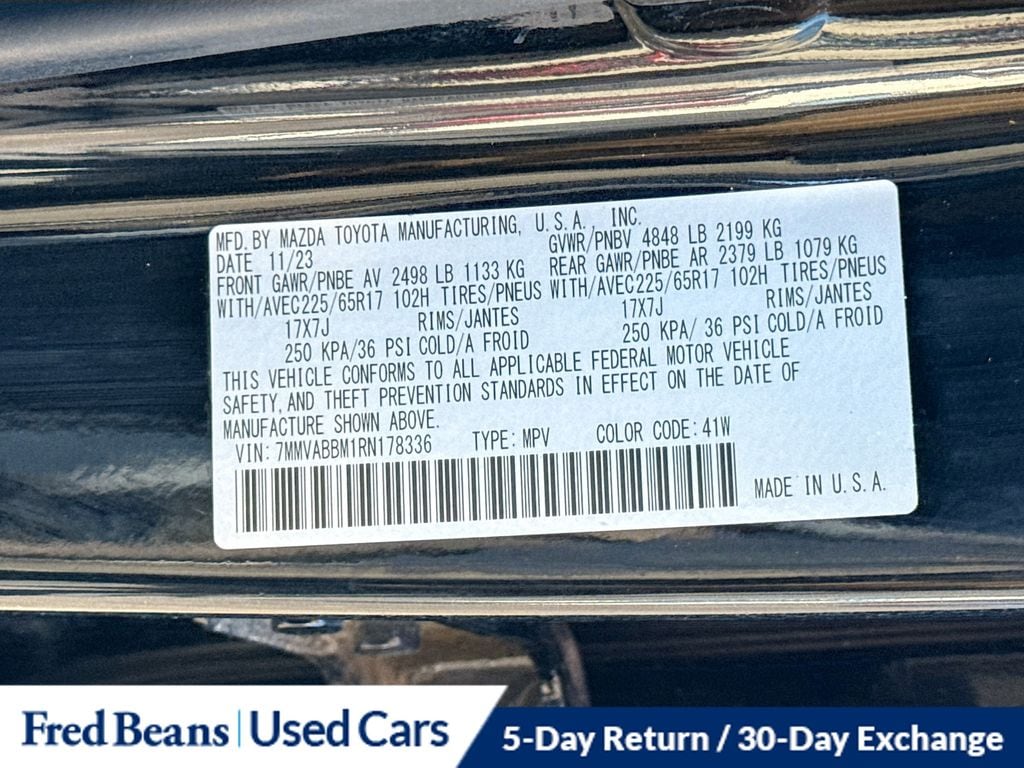 MFD. BY MAZDA TOYOTA MANUFACTURING, U.S.A. INC.
DATE 11/23 GVWR/PNBV 4848 LB 2199 KG
FRONT GAWR/PNBE AV 2498 LB 1133 KG REAR GAWR/PNBE AR 2379 LB 1079 KG
WITH/AVEC225/65R17 102H TIRES/PNEUS WITH/AVEC225/65R17 102H TIRES/PNEUS
17X7J RIMS/JANTES 17X7J RIMS/JANTES
250 KPA/36 PSI COLD/A FROID 250 KPA/ 36 PSI COLD/A FROID
THIS VEHICLE CONFORMS TO ALL APPLICABLE FEDERAL MOTOR VEHICLE
SAFETY, AND THEFT PREVENTION STANDARDS IN EFFECT ON THE DATE OF
MANUFACTURE SHOWN ABOVE.
VIN: 7MMVABBM1RN178336 TYPE: MPV COLOR CODE: 41W
MADE IN U.S.A.
Fred Beans | Used Cars 5-Day Return / 30-Day Exchange